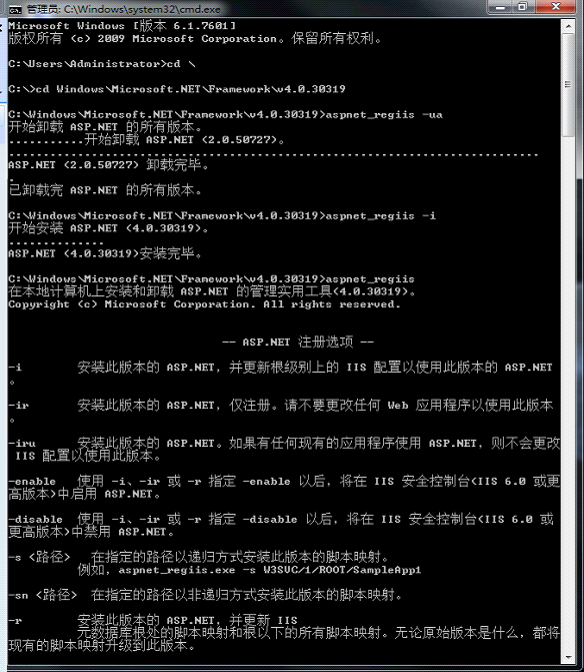 管理员: C:\Windows\system32\cmd.exe
Microsoft Windows [版本 6.1.7601]
版权所有 (c) 2009 Microsoft Corporation。保留所有权利。
C:\Users\Administrator>cd \
C:\>cd Windows\Microsoft.NET\Framework\v4.0.30319
C:\Windows\Microsoft.NET\Framework\v4.0.30319>aspnet_regiis -ua
开始卸载 ASP.NET 的所有版本。
...........开始卸载 ASP.NET (2.0.50727)。
..............................................................................
ASP.NET (2.0.50727) 卸载完毕。
.
已卸载完 ASP.NET 的所有版本。
C:\Windows\Microsoft.NET\Framework\v4.0.30319>aspnet_regiis -i
开始安装 ASP.NET (4.0.30319)。
..............
ASP.NET (4.0.30319)安装完毕。
C:\Windows\Microsoft.NET\Framework\v4.0.30319>aspnet_regiis
在本地计算机上安装和卸载 ASP.NET 的管理实用工具(4.0.30319)。
Copyright (c) Microsoft Corporation. All rights reserved.
-- ASP.NET 注册选项 --
-i 安装此版本的 ASP.NET，并更新根级别上的 IIS 配置以使用此版本的 ASP.NET
。
-ir 安装此版本的 ASP.NET，仅注册。请不要更改任何 Web 应用程序以使用此版本
。
-iru 安装此版本的 ASP.NET。如果有任何现有的应用程序使用 ASP.NET，则不会更改
IIS 配置以使用此版本。
-enable 使用 -i、-ir 或 -r 指定 -enable 以后，将在 IIS 安全控制台(IIS 6.0 或更
高版本)中启用 ASP.NET。
-disable 使用 -i、-ir 或 -r 指定 -disable 以后，将在 IIS 安全控制台(IIS 6.0 或
更高版本)中禁用 ASP.NET。
-s <路径> 在指定的路径以递归方式安装此版本的脚本映射。
例如，aspnet_regiis.exe -s W3SVC/1/ROOT/SampleApp1
-sn <路径> 在指定的路径以非递归方式安装此版本的脚本映射。
-r 安装此版本的 ASP.NET，并更新 IIS
元数据库根处的脚本映射和根以下的所有脚本映射。无论原始版本是什么，都将
现有的脚本映射升级到此版本。